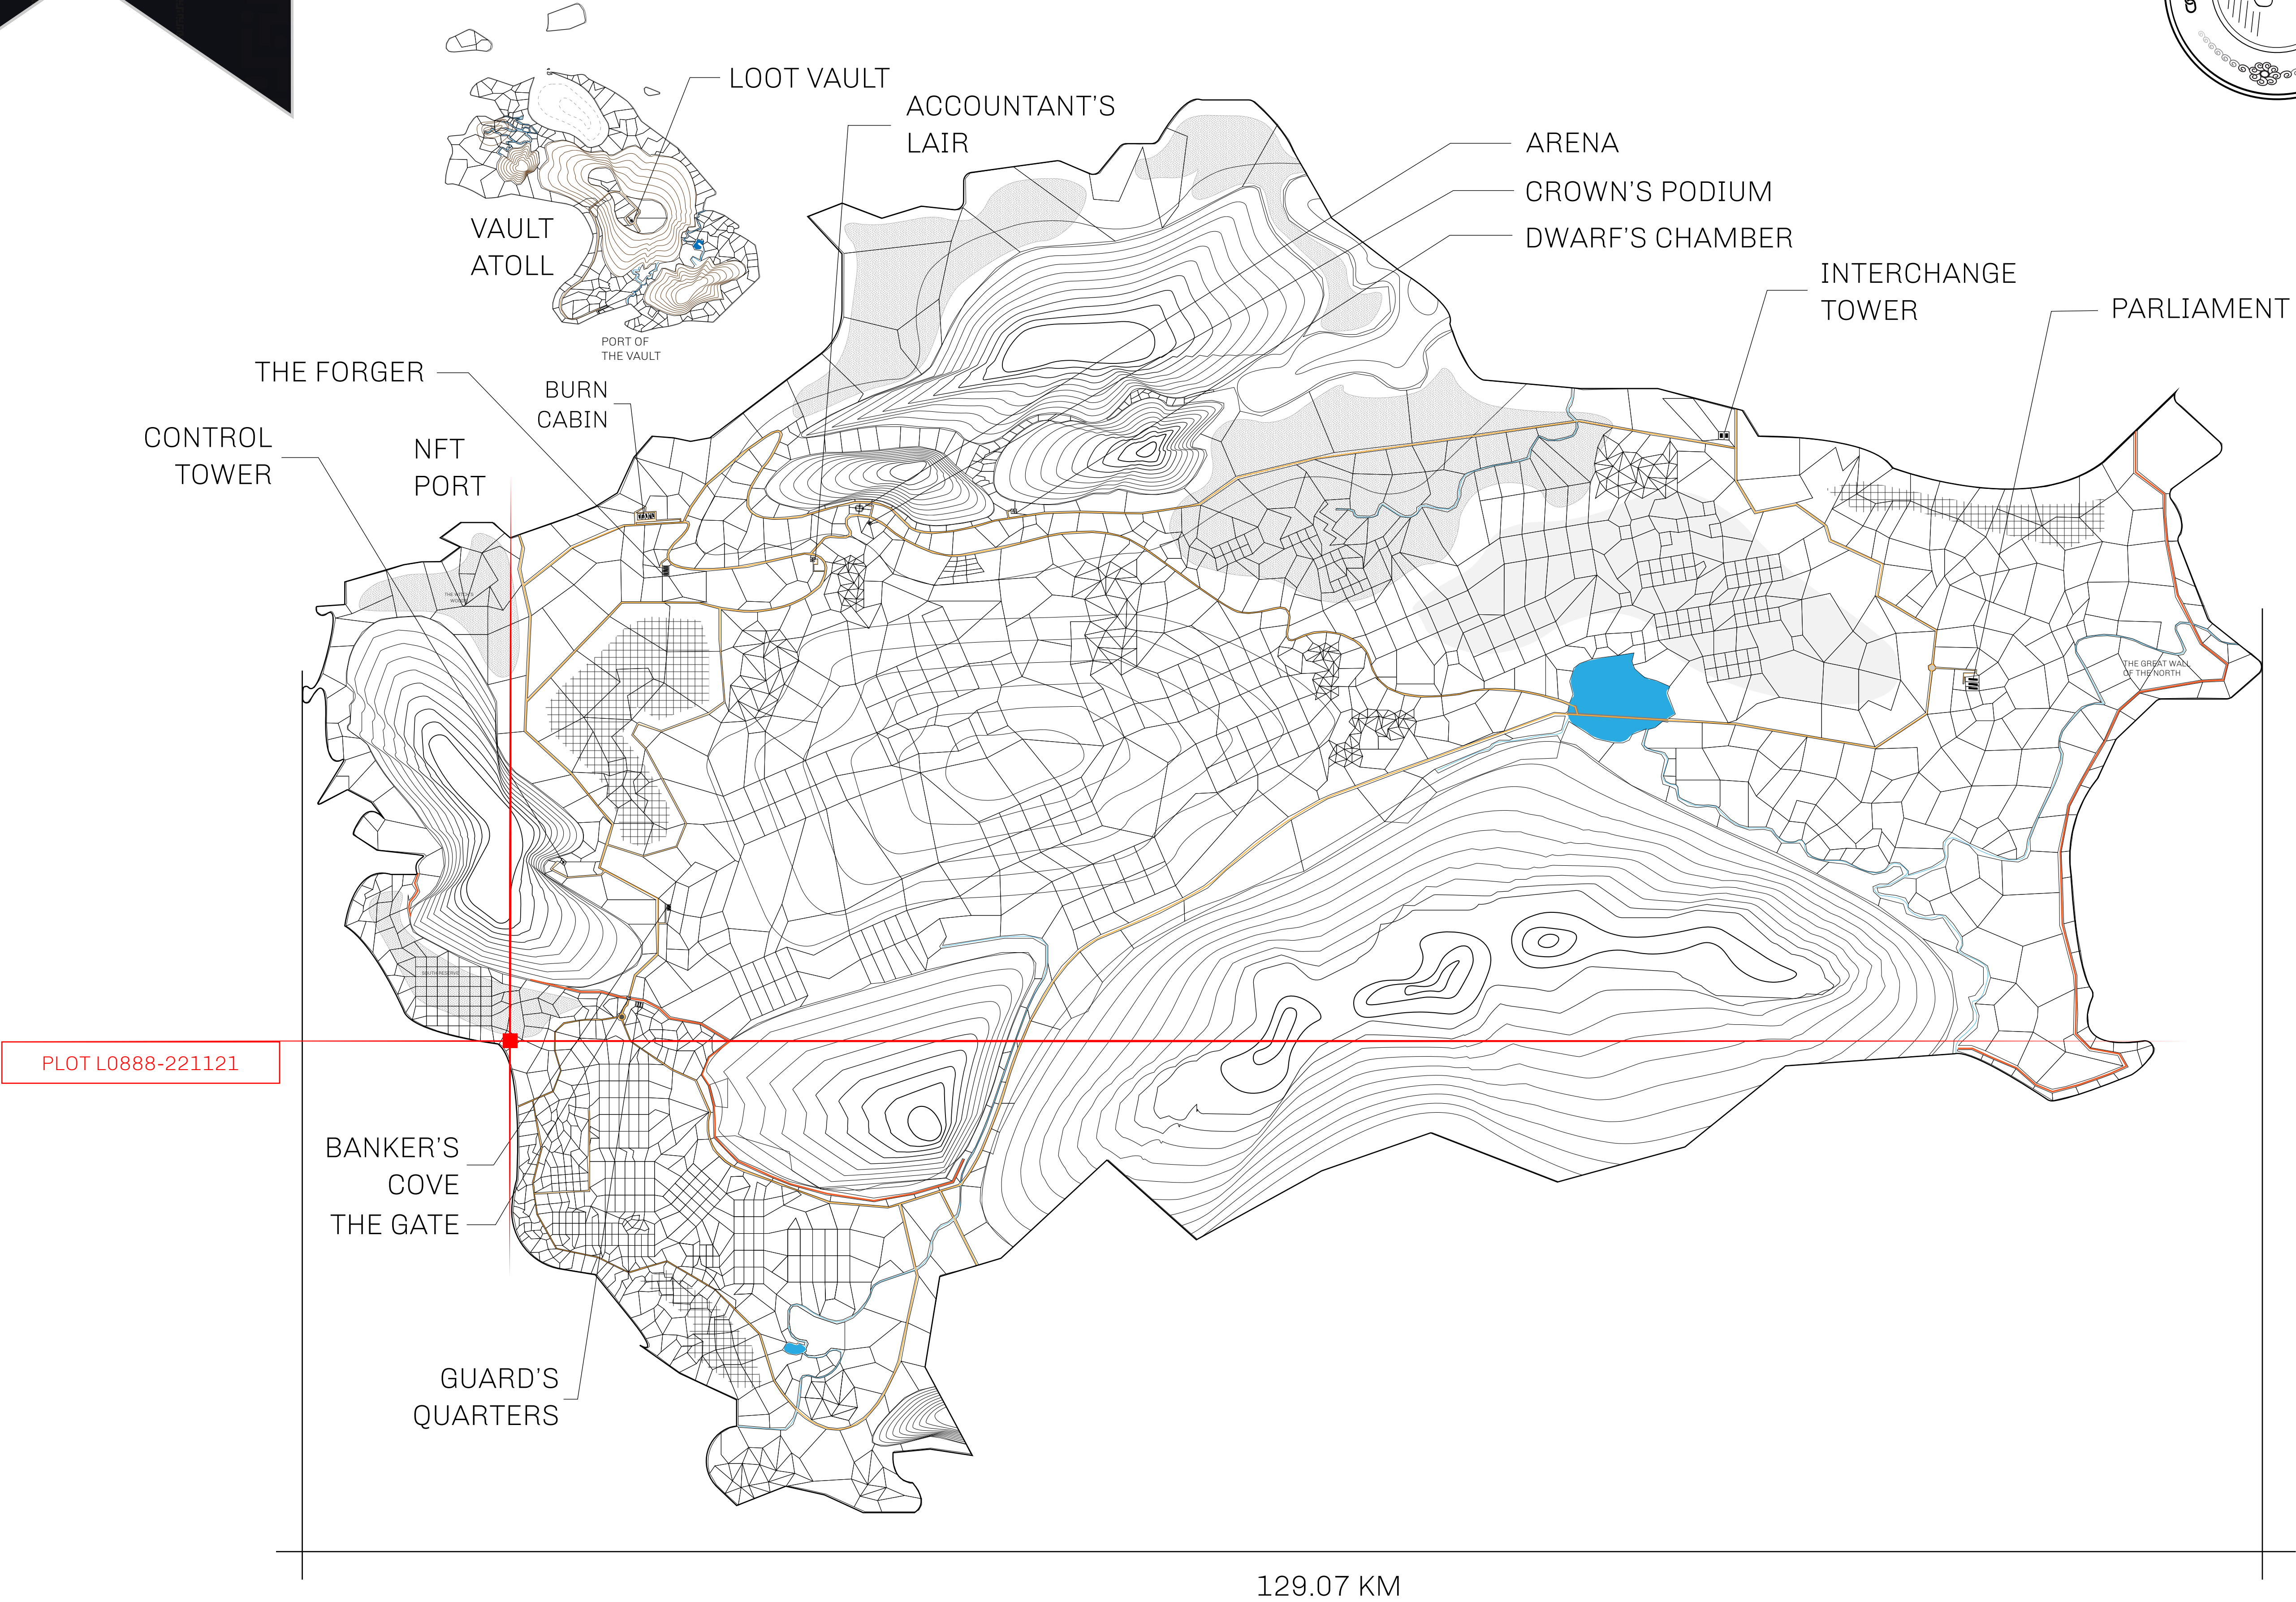 LOOT VAULT
ACCOUNTANT'S
LAIR
ARENA
CROWN'S PODIUM
DWARF'S CHAMBER
VAULT
ATOLL
INTERCHANGE
TOWER
PARLIAMENT
PORT OF
THE VAULT
THE FORGER
BURN
CABIN
CONTROL
TOWER
NFT
PORT
THE GREAT WALL
OF THE NORTH
SOUTH RESERVE
PLOT L0888-221121
BANKER'S
COVE
THE GATE
GUARD'S
QUARTERS
129.07 KM